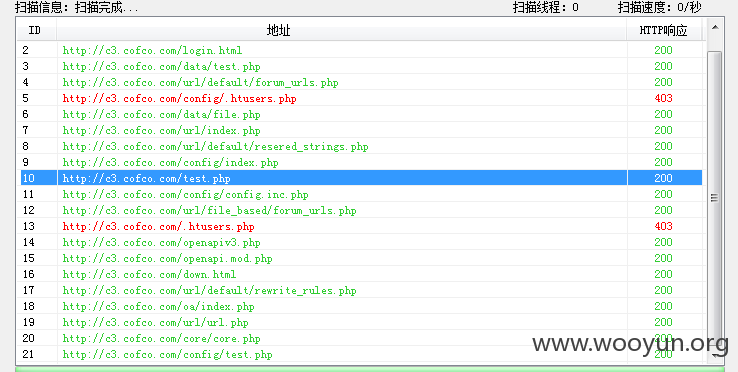 扫描信息：扫描完成... 扫描线程：0 扫描速度：0/秒
ID 地址 HTTP响应
2 http://c3.cofco.com/login.html 200
3 http://c3.cofco.com/data/test.php 200
4 http://c3.cofco.com/url/default/forum_urls.php 200
5 http://c3.cofco.com/config/.htusers.php 403
6 http://c3.cofco.com/data/file.php 200
7 http://c3.cofco.com/url/index.php 200
8 http://c3.cofco.com/url/default/resered_strings.php 200
9 http://c3.cofco.com/config/index.php 200
10 http://c3.cofco.com/test.php 200
11 http://c3.cofco.com/config/config.inc.php 200
12 http://c3.cofco.com/url/file_based/forum_urls.php 200
13 http://c3.cofco.com/.htusers.php 403
14 http://c3.cofco.com/openapiv3.php 200
15 http://c3.cofco.com/openapi.mod.php 200
16 http://c3.cofco.com/down.html 200
17 http://c3.cofco.com/url/default/rewrite_rules.php 200
18 http://c3.cofco.com/oa/index.php 200
19 http://c3.cofco.com/url/url.php 200
20 http://c3.cofco.com/core/core.php 200
21 http://c3.cofco.com/config/test.php 200
www.wooyun.org